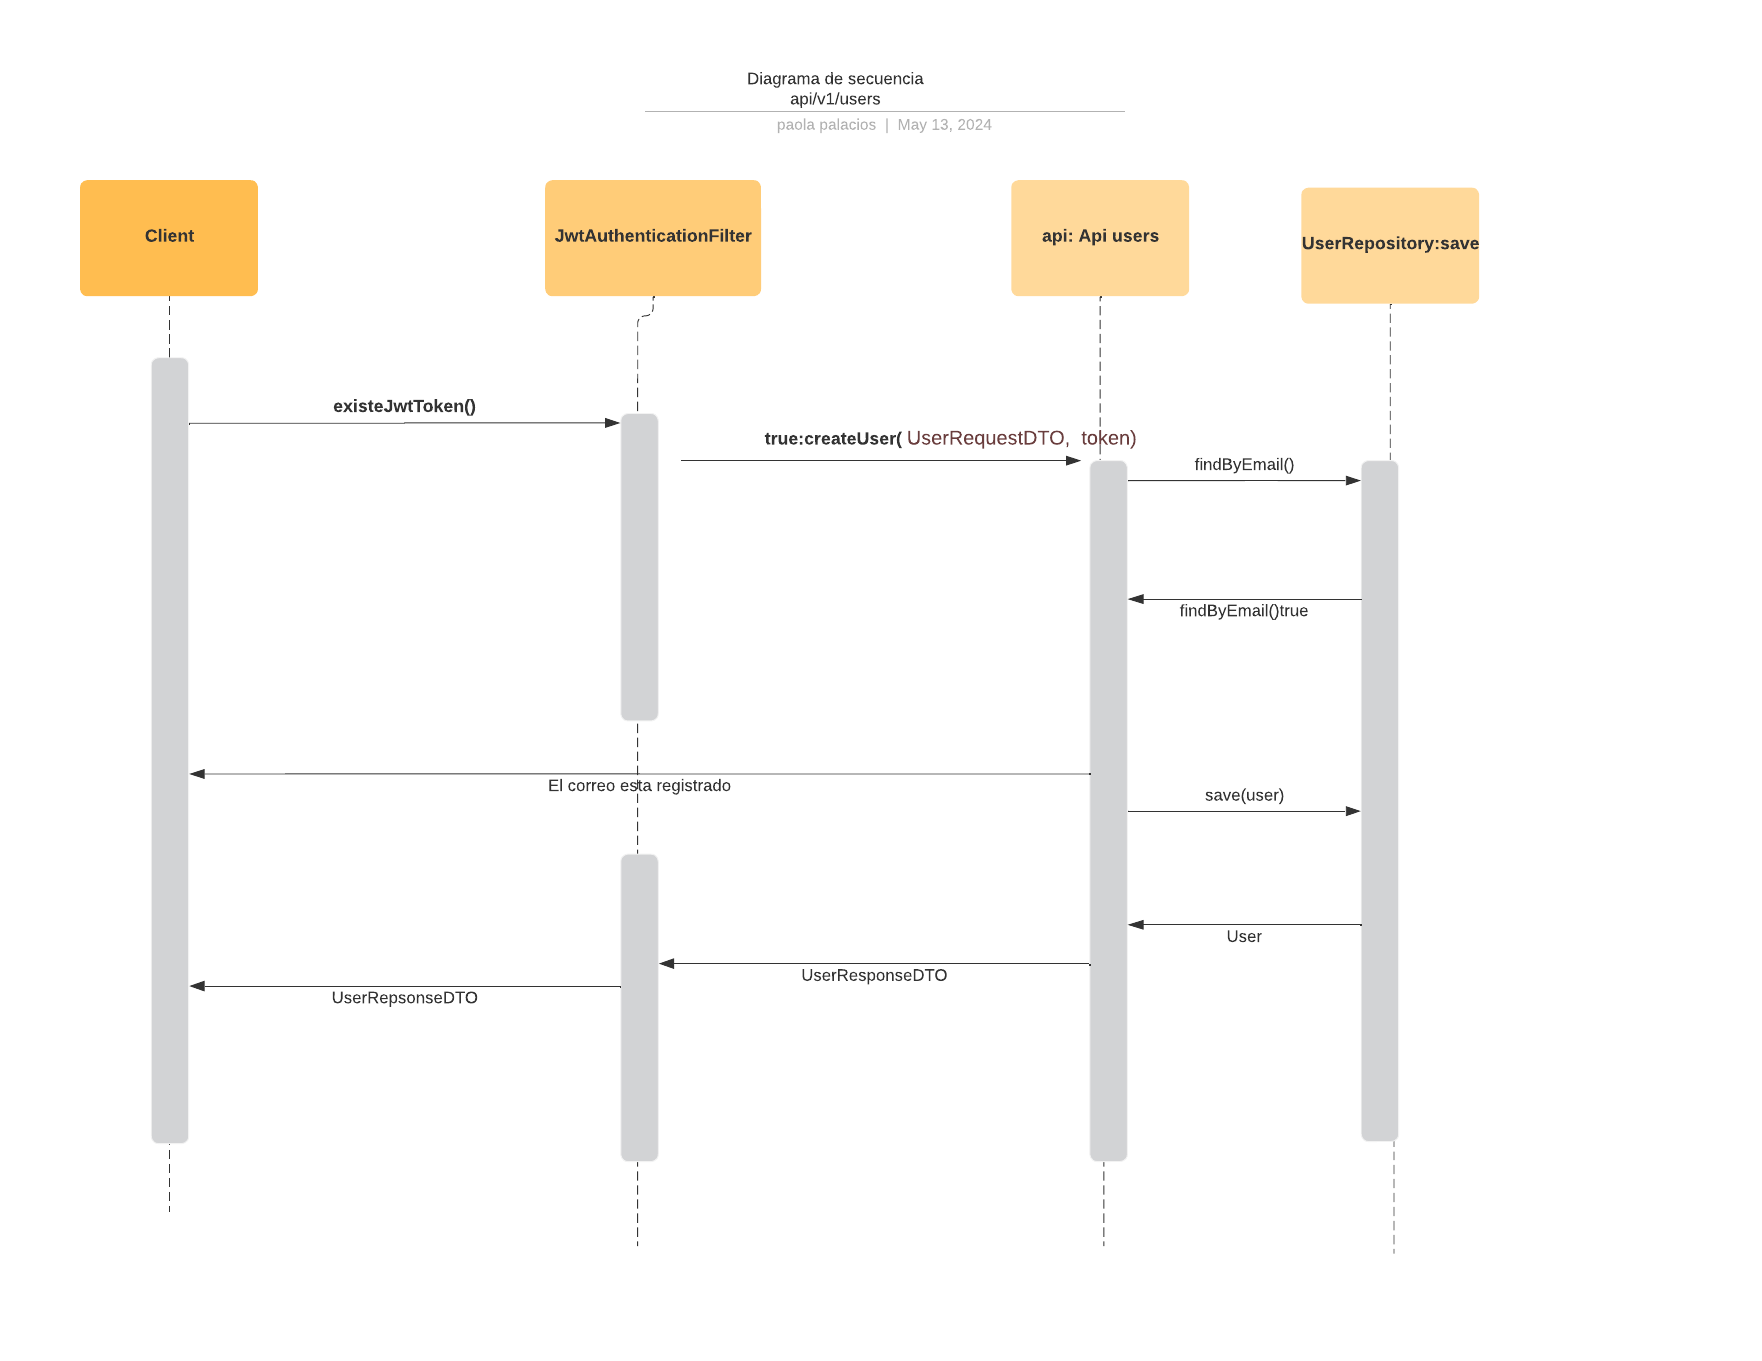 Diagrama de secuencia
api/v1/users
paola palacios | May 13, 2024
Client
JwtAuthenticationFilter
api: Api users
UserRepository:save
existeJwtToken()
true:createUser( UserRequestDTO, token)
findByEmail()
findByEmail()true
El correo esta registrado
save(user)
User
UserResponseDTO
UserRepsonseDTO